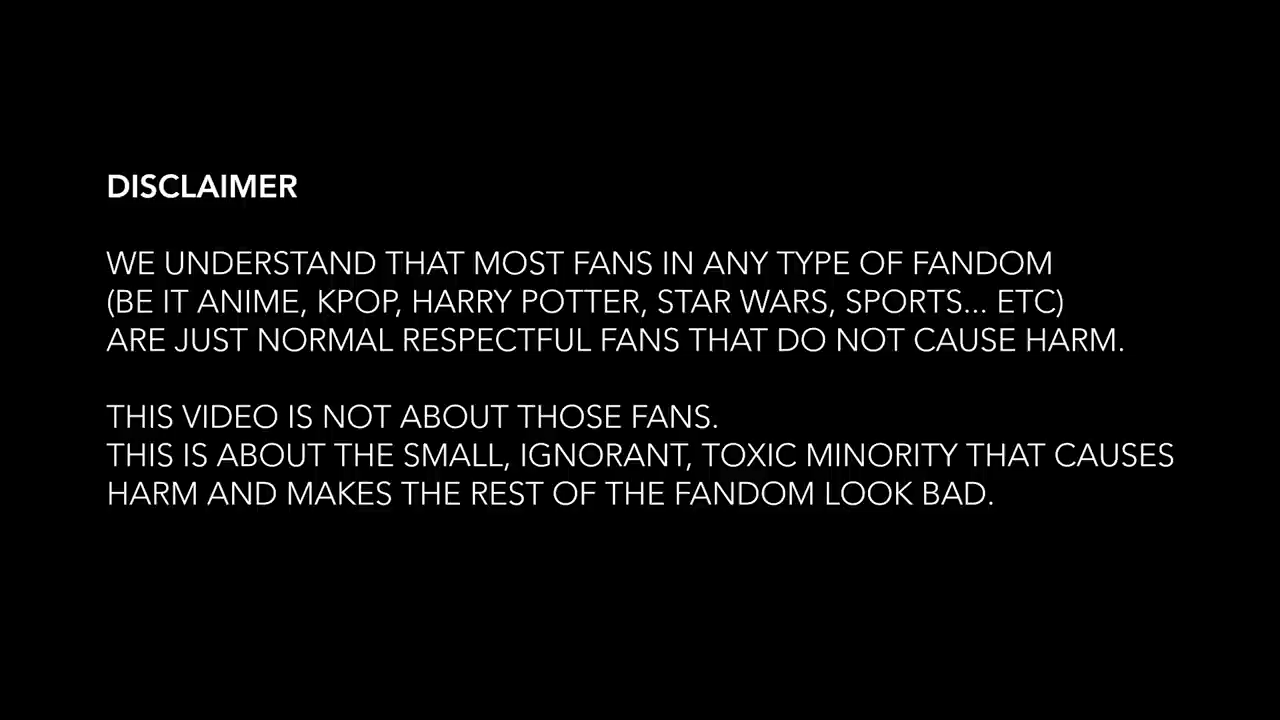 DISCLAIMER
WE UNDERSTAND THAT MOST FANS IN ANY TYPE OF FANDOM
(BE IT ANIME, KPOP, HARRY POTTER, STAR WARS, SPORTS... ETC)
ARE JUST NORMAL RESPECTFUL FANS THAT DO NOT CAUSE HARM.
THIS VIDEO IS NOT ABOUT THOSE FANS.
THIS IS ABOUT THE SMALL, IGNORANT, TOXIC MINORITY THAT CAUSES
HARM AND MAKES THE REST OF THE FANDOM LOOK BAD.